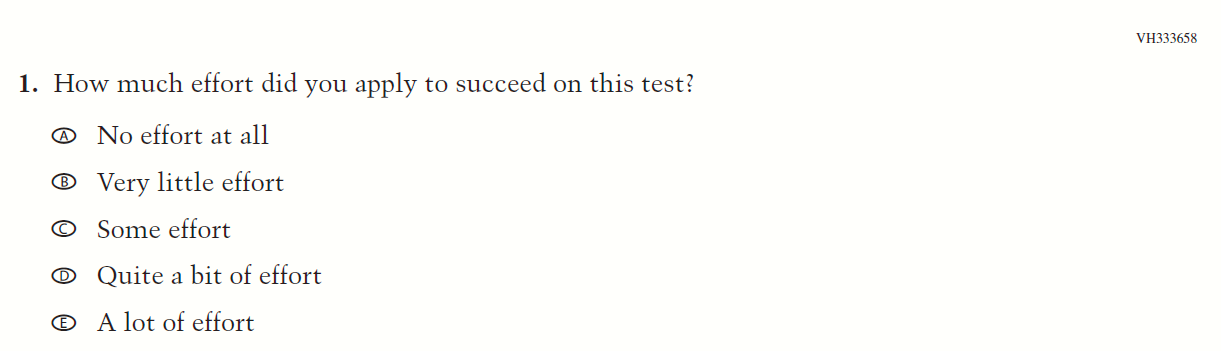 VH333658
1. How much effort did you apply to succeed on this test?
A No effort at all
B Very little effort
C Some effort
D Quite a bit of effort
E A lot of effort